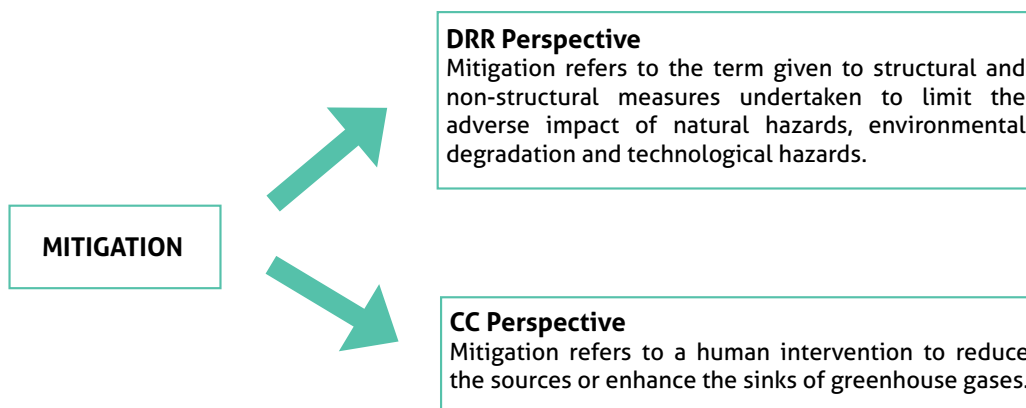 DRR Perspective
Mitigation refers to the term given to structural and
non-structural measures undertaken to limit the
adverse impact of natural hazards, environmental
degradation and technological hazards.
MITIGATION
CC Perspective
Mitigation refers to a human intervention to reduce
the sources or enhance the sinks of greenhouse gases.